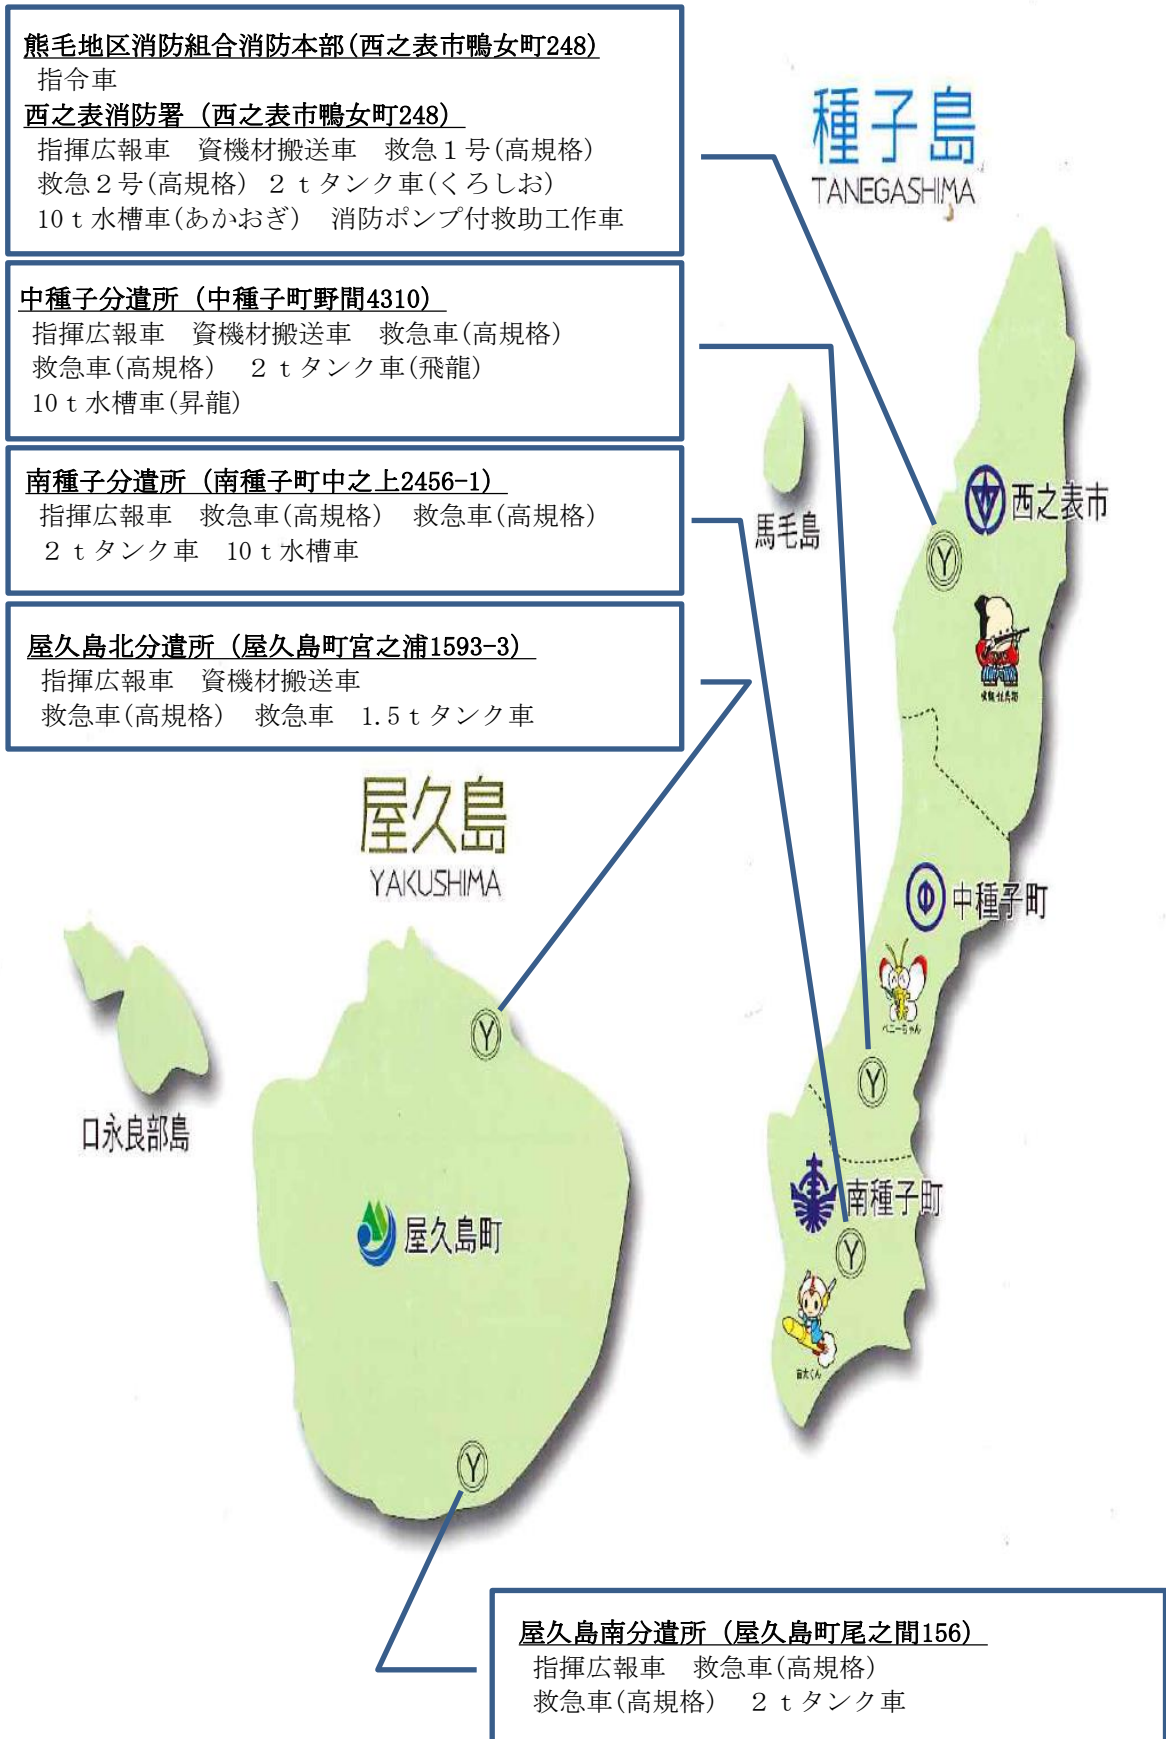 熊毛地区消防組合消防本部(西之表市鴨女町248)
指令車
西之表消防署（西之表市鴨女町248）
指揮広報車　資機材搬送車　救急１号(高規格)
救急２号(高規格)　２ｔタンク車(くろしお)
10ｔ水槽車(あかおぎ)　消防ポンプ付救助工作車
中種子分遣所（中種子町野間4310）
指揮広報車　資機材搬送車　救急車(高規格)
救急車(高規格)　２ｔタンク車(飛龍)
10ｔ水槽車(昇龍)
南種子分遣所（南種子町中之上2456-1）
指揮広報車　救急車(高規格)　救急車(高規格)
２ｔタンク車　10ｔ水槽車
屋久島北分遣所（屋久島町宮之浦1593-3）
指揮広報車　資機材搬送車
救急車(高規格)　救急車　1.5ｔタンク車
種子島
TANEGASHIMA
馬毛島
西之表市
Y
屋久島
YAKUSHIMA
中種子町
ベニーちゃん
Y
Y
口永良部島
屋久島町
南種子町
Y
宙太くん
Y
屋久島南分遣所（屋久島町尾之間156）
指揮広報車　救急車(高規格)
救急車(高規格)　２ｔタンク車